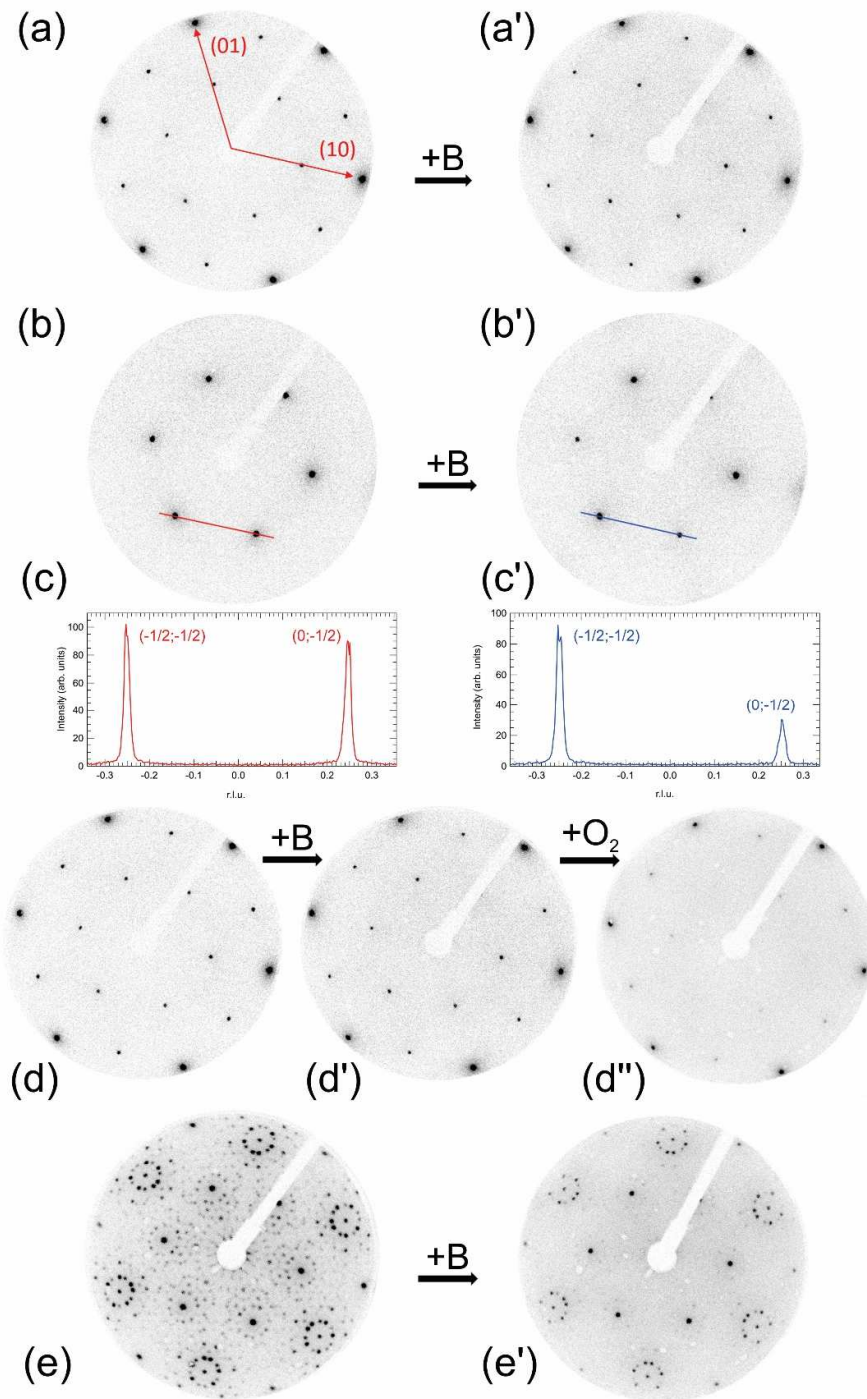 (a)
(01)
(10)
+B
(a')
(b)
+B
(b')
(c)
(c')
Intensity (arb. units)
100
80
60
40
20
0
(-1/2;-1/2)
(0;-1/2)
-0.3
-0.2
-0.1
0.0
0.1
0.2
0.3
r.l.u.
Intensity (arb. units)
100
80
60
40
20
0
(-1/2;-1/2)
(0;-1/2)
-0.3
-0.2
-0.1
0.0
0.1
0.2
0.3
r.l.u.
+B
+O2
(d)
(d')
(d'')
+B
(e)
(e')